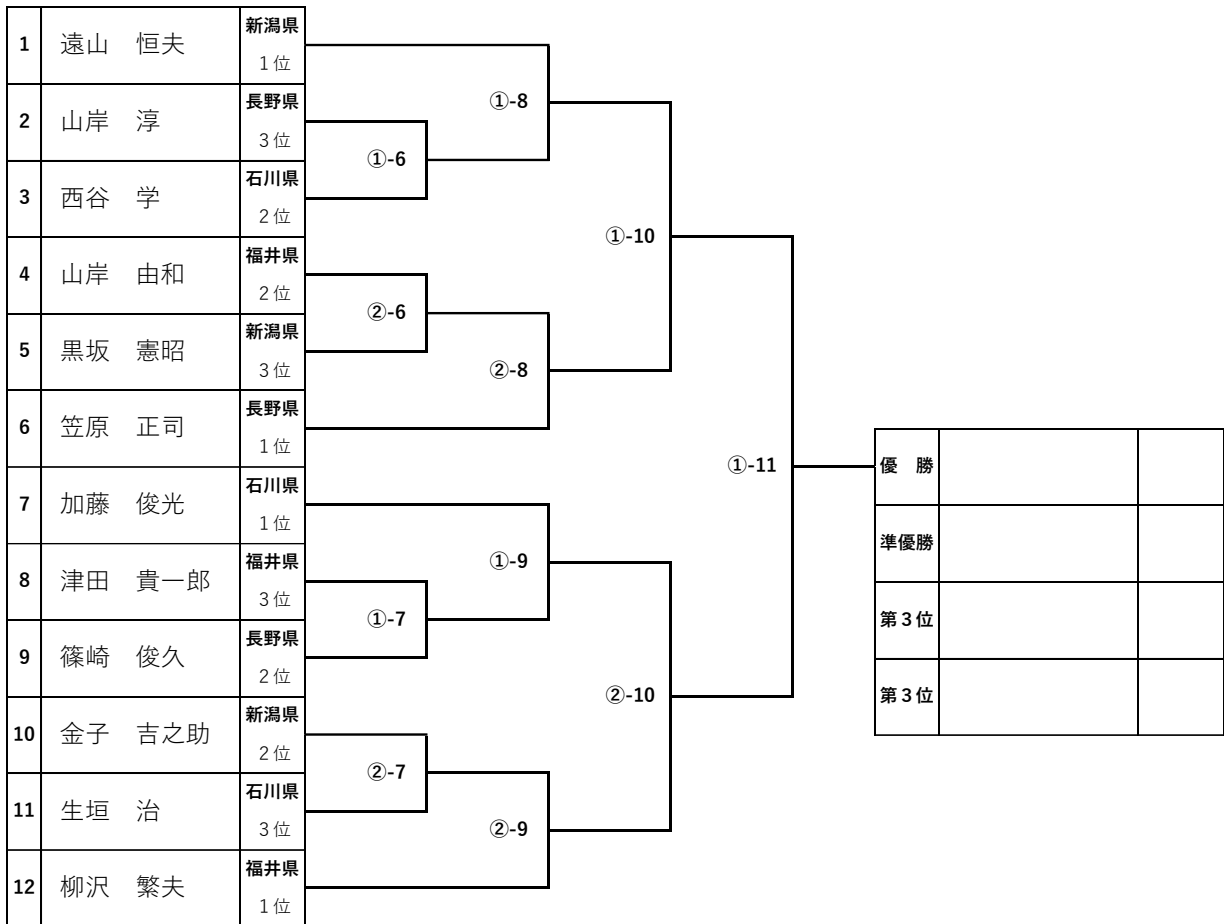 1 遠山　恒夫 新潟県 1位
2 山岸　淳 長野県 3位
3 西谷　学 石川県 2位
4 山岸　由和 福井県 2位
5 黒坂　憲昭 新潟県 3位
6 笠原　正司 長野県 1位
7 加藤　俊光 石川県 1位
8 津田　貴一郎 福井県 3位
9 篠崎　俊久 長野県 2位
10 金子　吉之助 新潟県 2位
11 生垣　治 石川県 3位
12 柳沢　繁夫 福井県 1位
①-6
②-6
①-7
②-7
①-8
②-8
①-9
②-9
①-10
②-10
①-11
優　勝
準優勝
第3位
第3位